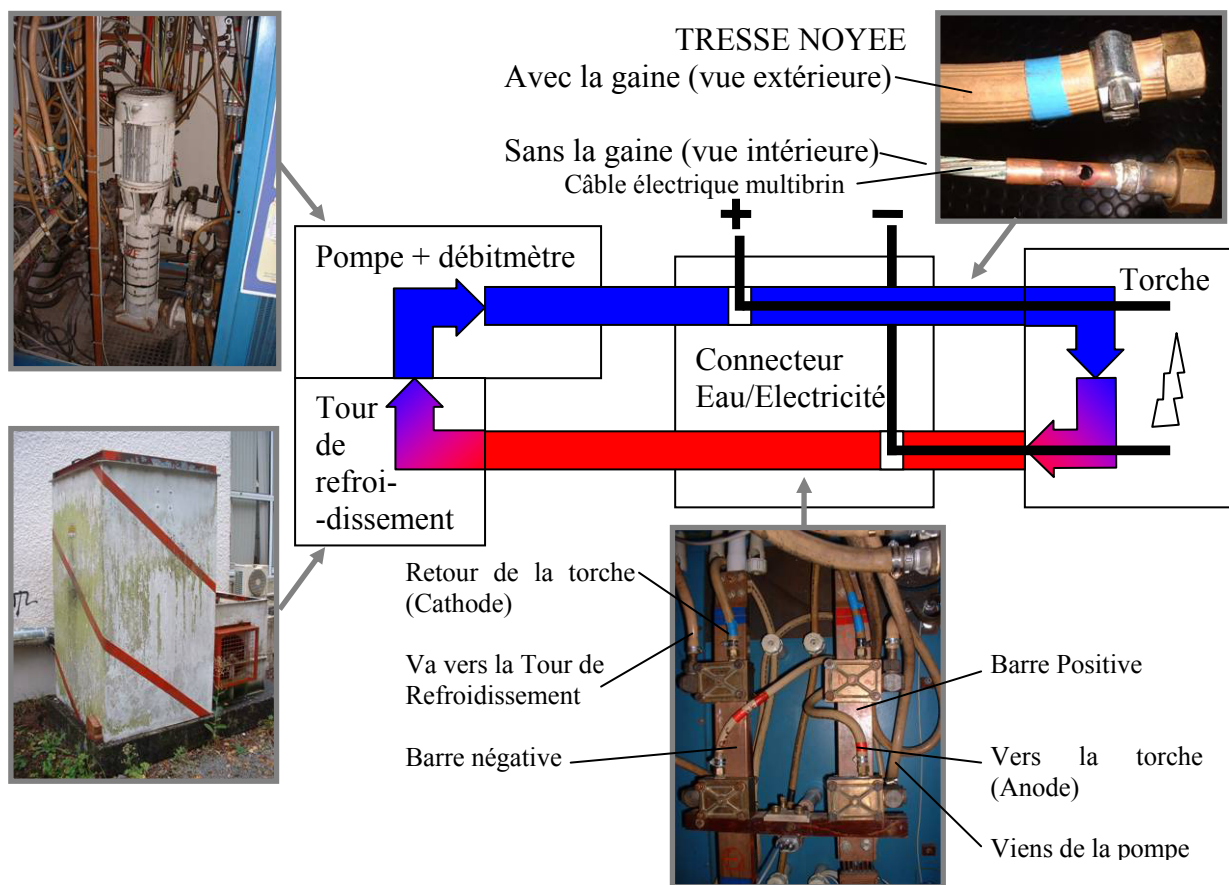 TRESSE NOYEE
Avec la gaine (vue extérieure)
Sans la gaine (vue intérieure)
Câble électrique multibrin
+
-
Pompe + débitmètre
Torche
Connecteur
Eau/Electricité
Tour
de
refroi-
-dissement
Retour de la torche
(Cathode)
Va vers la Tour de
Refroidissement
Barre négative
Barre Positive
Vers la torche
(Anode)
Viens de la pompe